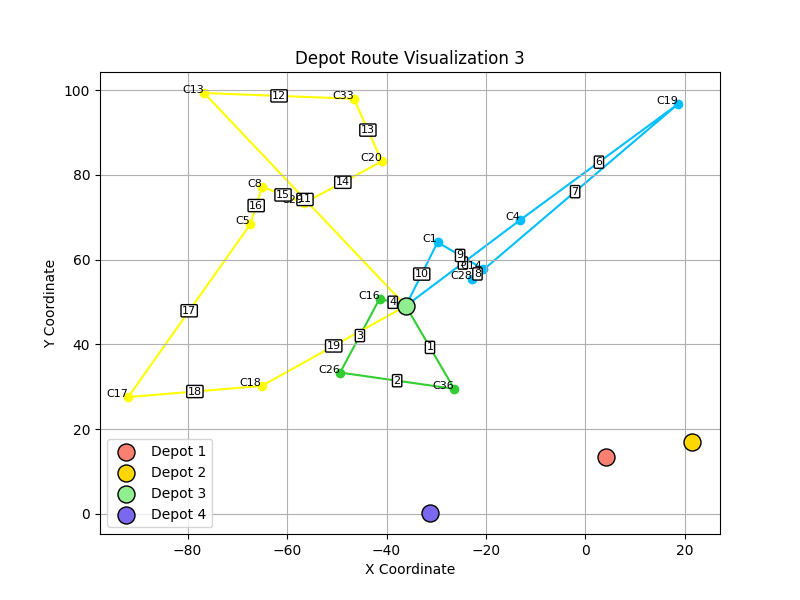 Depot Route Visualization 3
Y Coordinate
100
80
60
40
20
0
C13
12
C33
13
C20
14
C8
15
11
16
C5
17
C17
18
C18
19
C19
6
7
C4
C1
9
10
8
C28
C16
4
3
C26
2
C36
1
Depot 1
Depot 2
Depot 3
Depot 4
−80
−60
−40
−20
0
20
X Coordinate